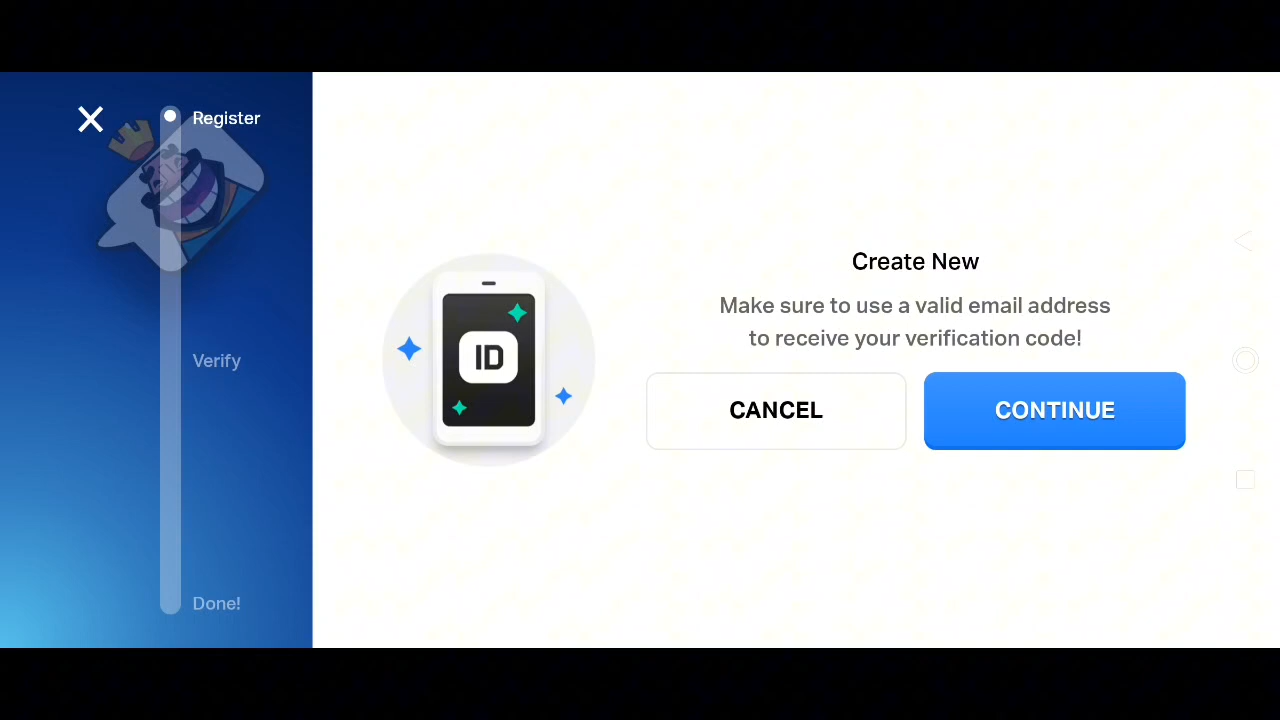 Register
Verify
Done!
ID
Create New
Make sure to use a valid email address
to receive your verification code!
CANCEL
CONTINUE